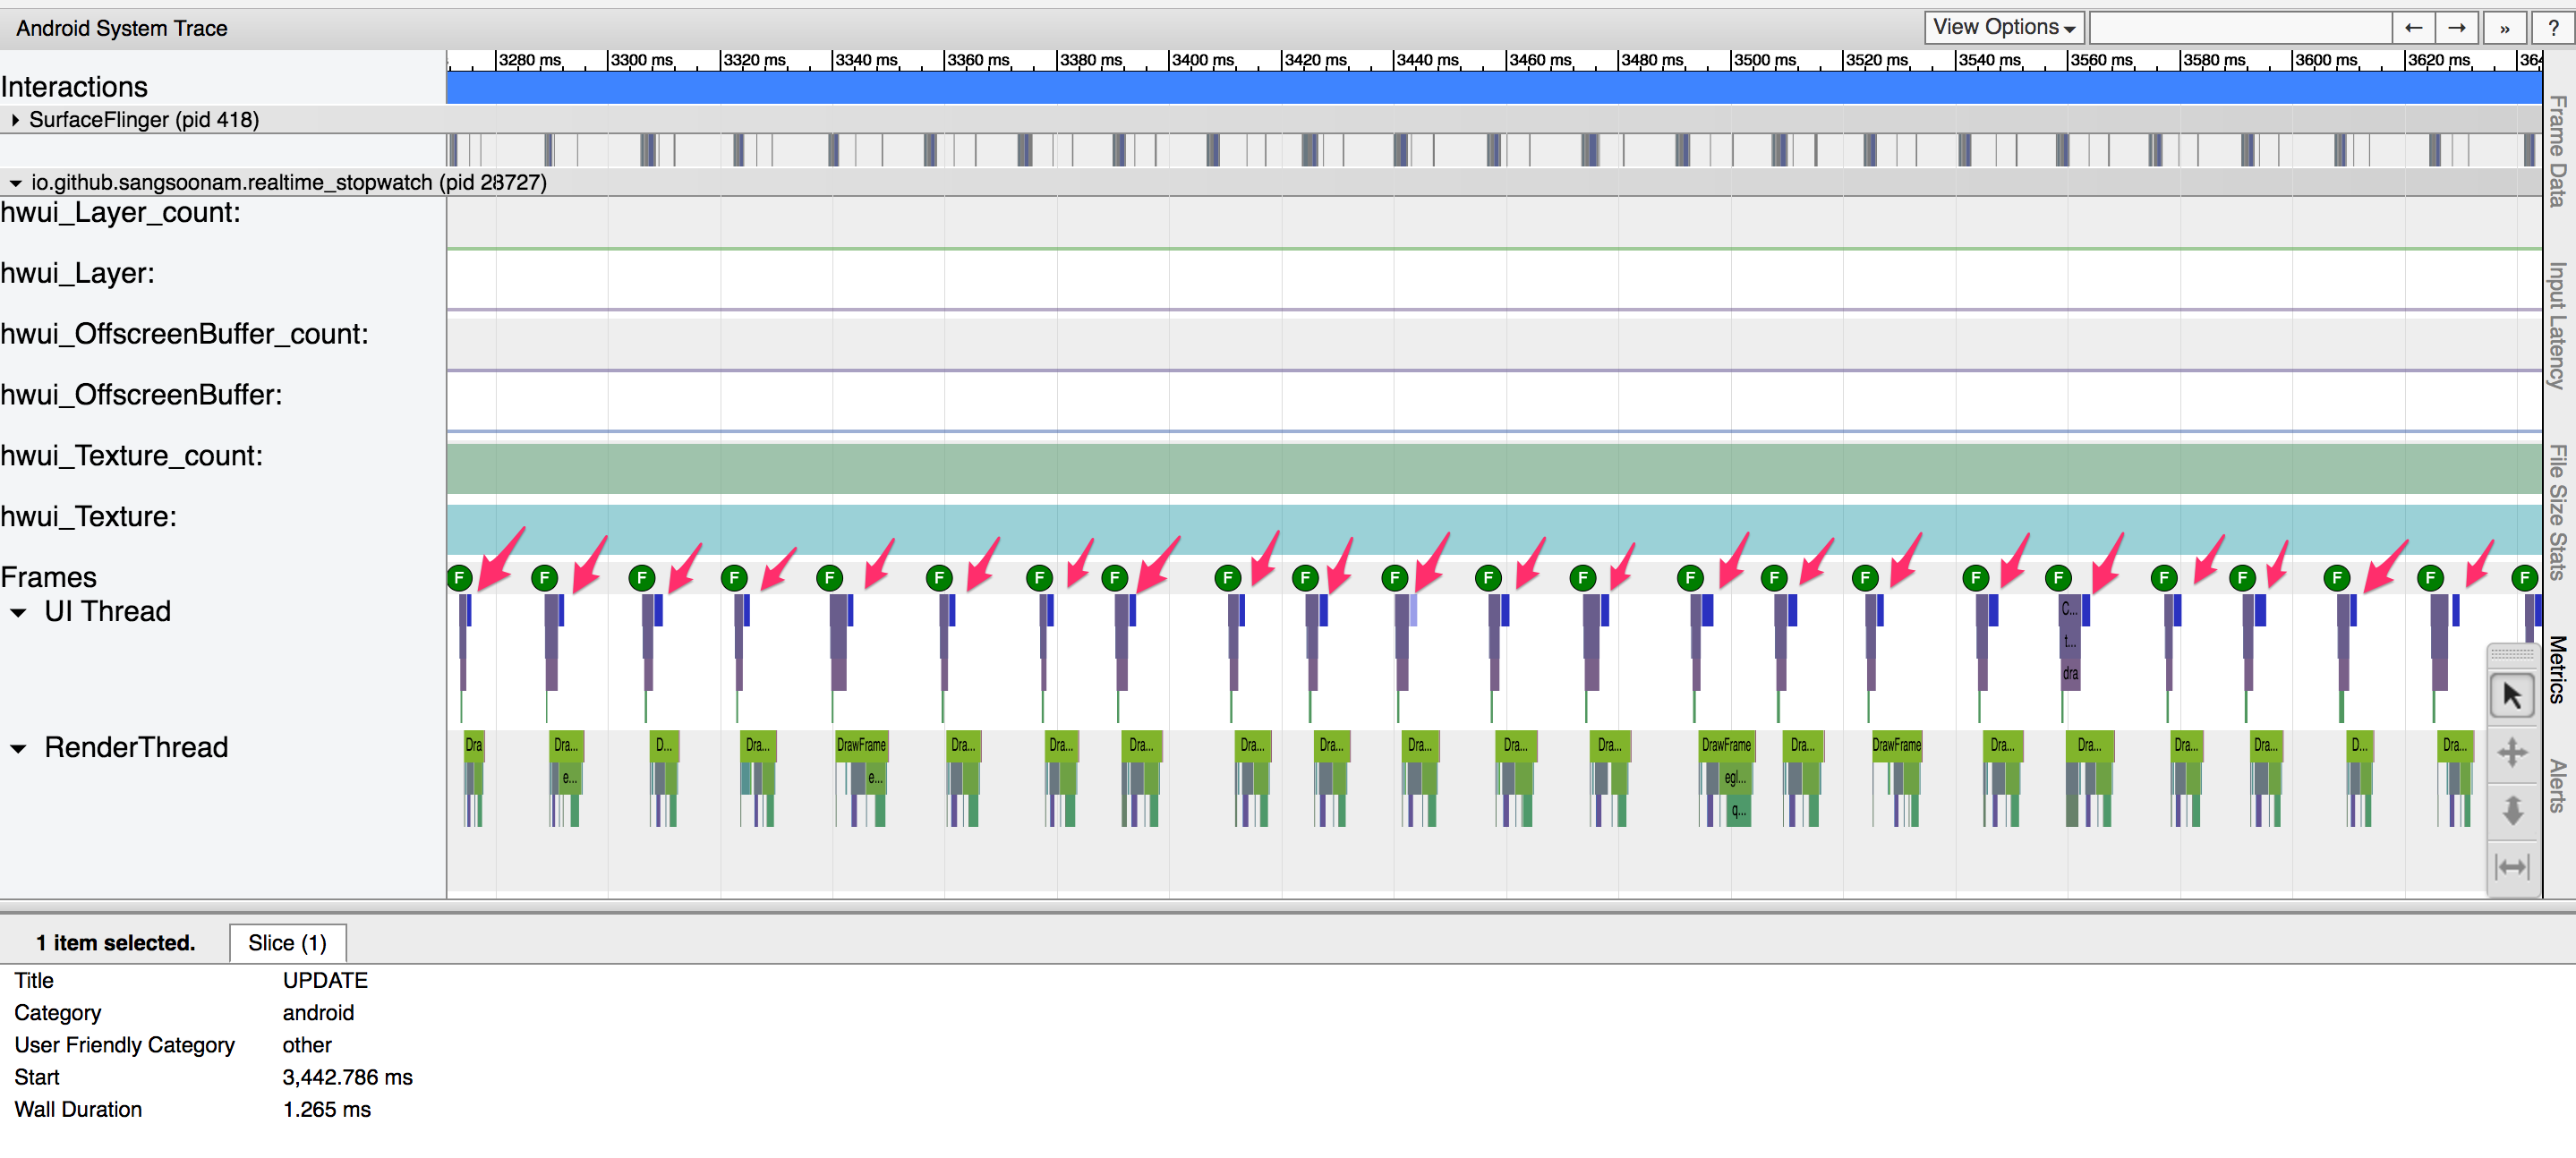 Android System Trace
View Options
← → » ?
3280 ms 3300 ms 3320 ms 3340 ms 3360 ms 3380 ms 3400 ms 3420 ms 3440 ms 3460 ms 3480 ms 3500 ms 3520 ms 3540 ms 3560 ms 3580 ms 3600 ms 3620 ms 364
Interactions
SurfaceFlinger (pid 418)
io.github.sangsoonam.realtime_stopwatch (pid 28727)
hwui_Layer_count:
hwui_Layer:
hwui_OffscreenBuffer_count:
hwui_OffscreenBuffer:
hwui_Texture_count:
hwui_Texture:
Frames
F F F F F F F F F F F F F F F F F F F F F F F
UI Thread
C...
t...
dra
RenderThread
Dra Dra... D... Dra... DrawFrame Dra... Dra... Dra... Dra... Dra... Dra... Dra... Dra... DrawFrame Dra... DrawFrame Dra... Dra... Dra... Dra... D... Dra...
e... e... egl...
q...
Frame Data
Input Latency
File Size Stats
Metrics
Alerts
1 item selected.
Slice (1)
Title UPDATE
Category android
User Friendly Category other
Start 3,442.786 ms
Wall Duration 1.265 ms